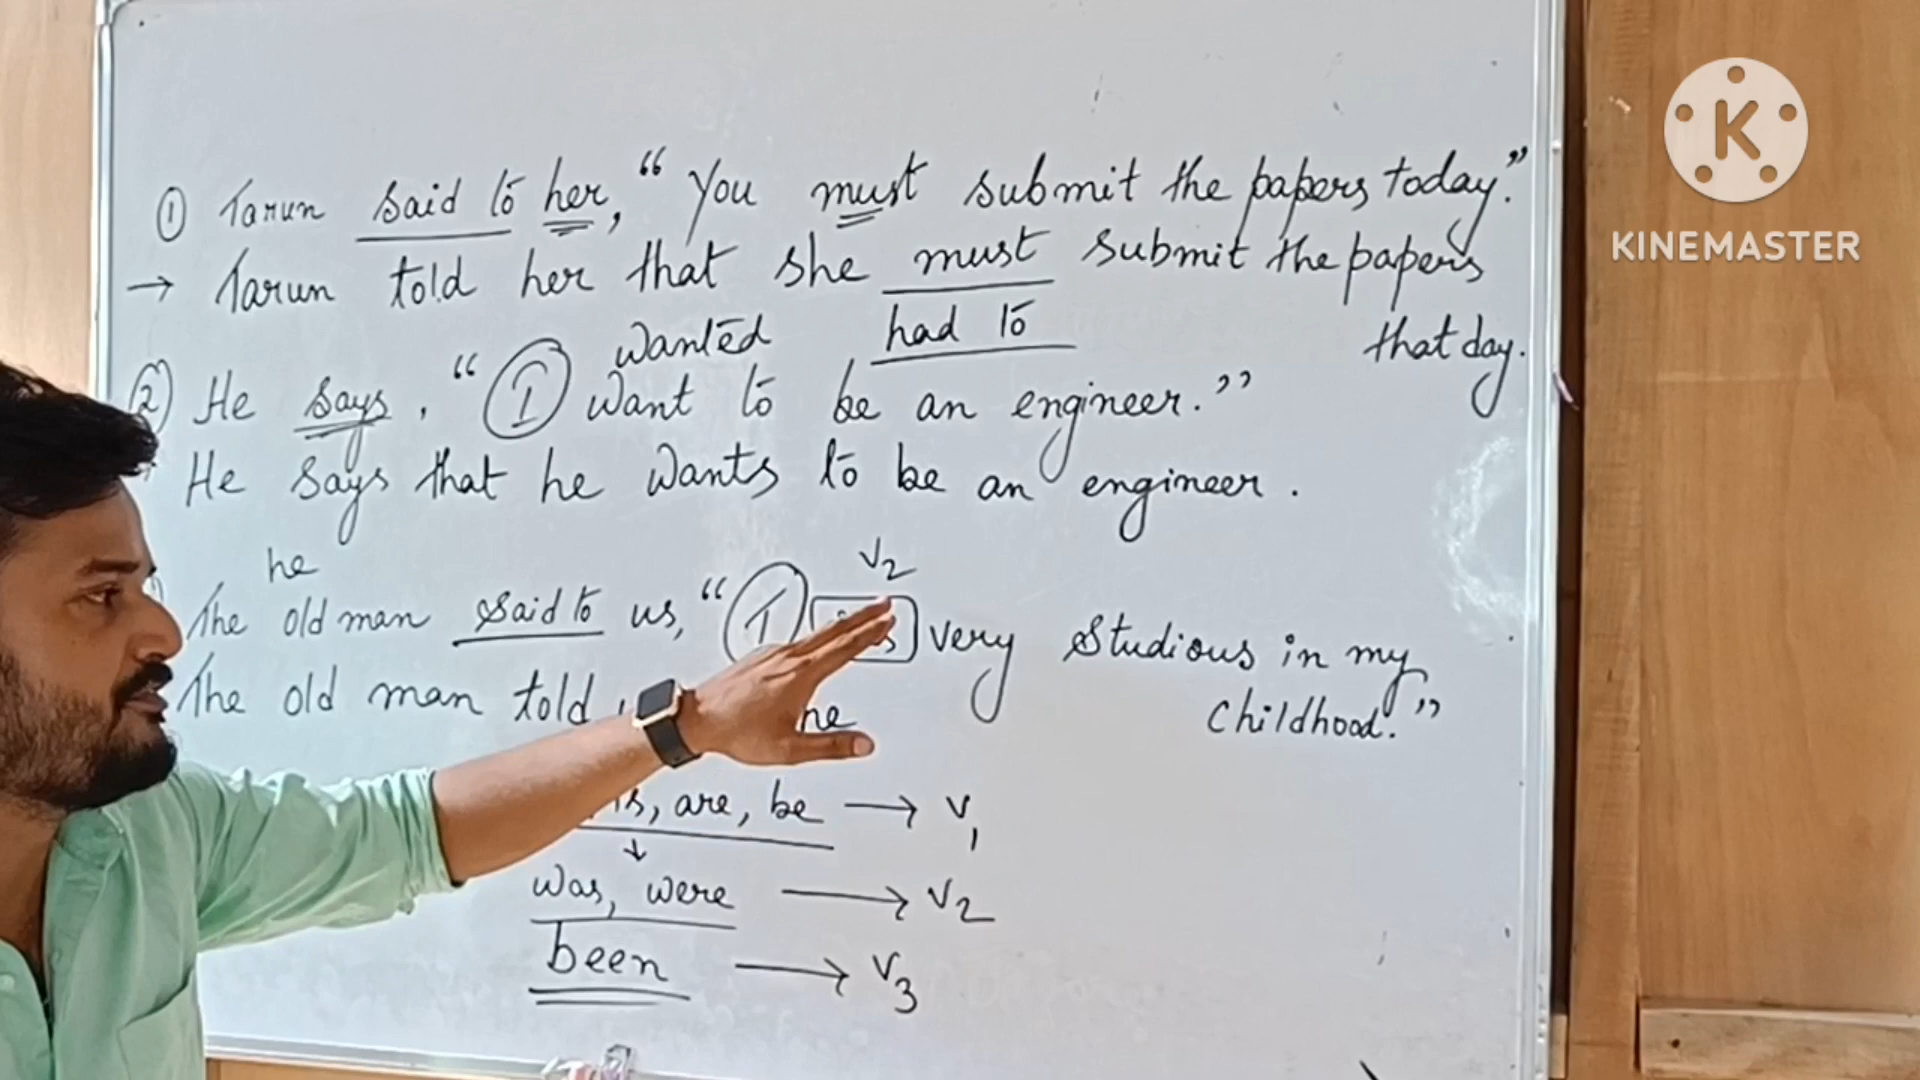 ① Tarun said to her, "You must submit the papers today."
→ Tarun told her that she must submit the papers
had to
that day.
wanted
2) He says, "I want to be an engineer."
He says that he wants to be an engineer.
he
V2
The old man said to us, "I very studious in my
childhood."
The old man told he
is, are, be → V1
↓
was, were → V2
been → V3
K
KINEMASTER